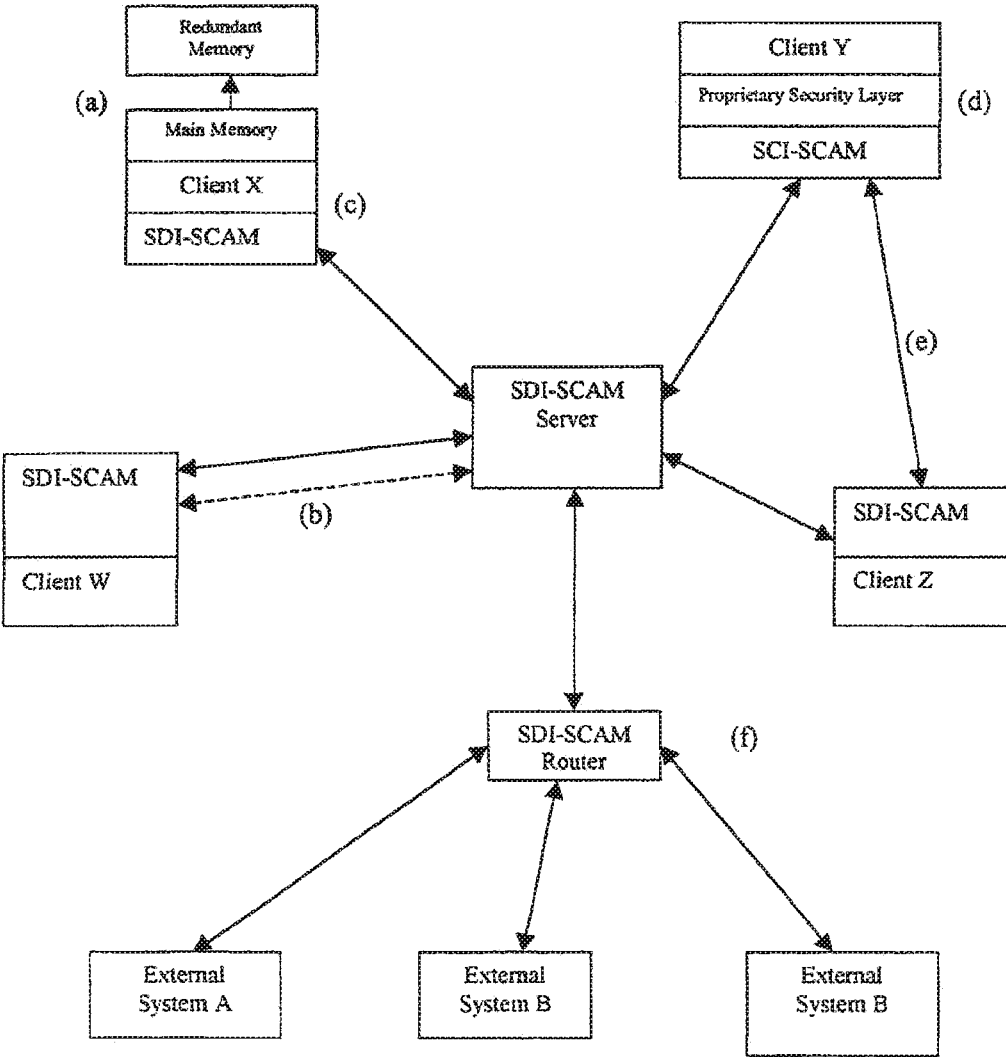 Redundant
Memory
(a)
Main Memory
Client X
(c)
SDI-SCAM
Client Y
Proprietary Security Layer
(d)
SCI-SCAM
(e)
SDI-SCAM
Server
SDI-SCAM
(b)
Client W
SDI-SCAM
Client Z
SDI-SCAM
Router
(f)
External
System A
External
System B
External
System B